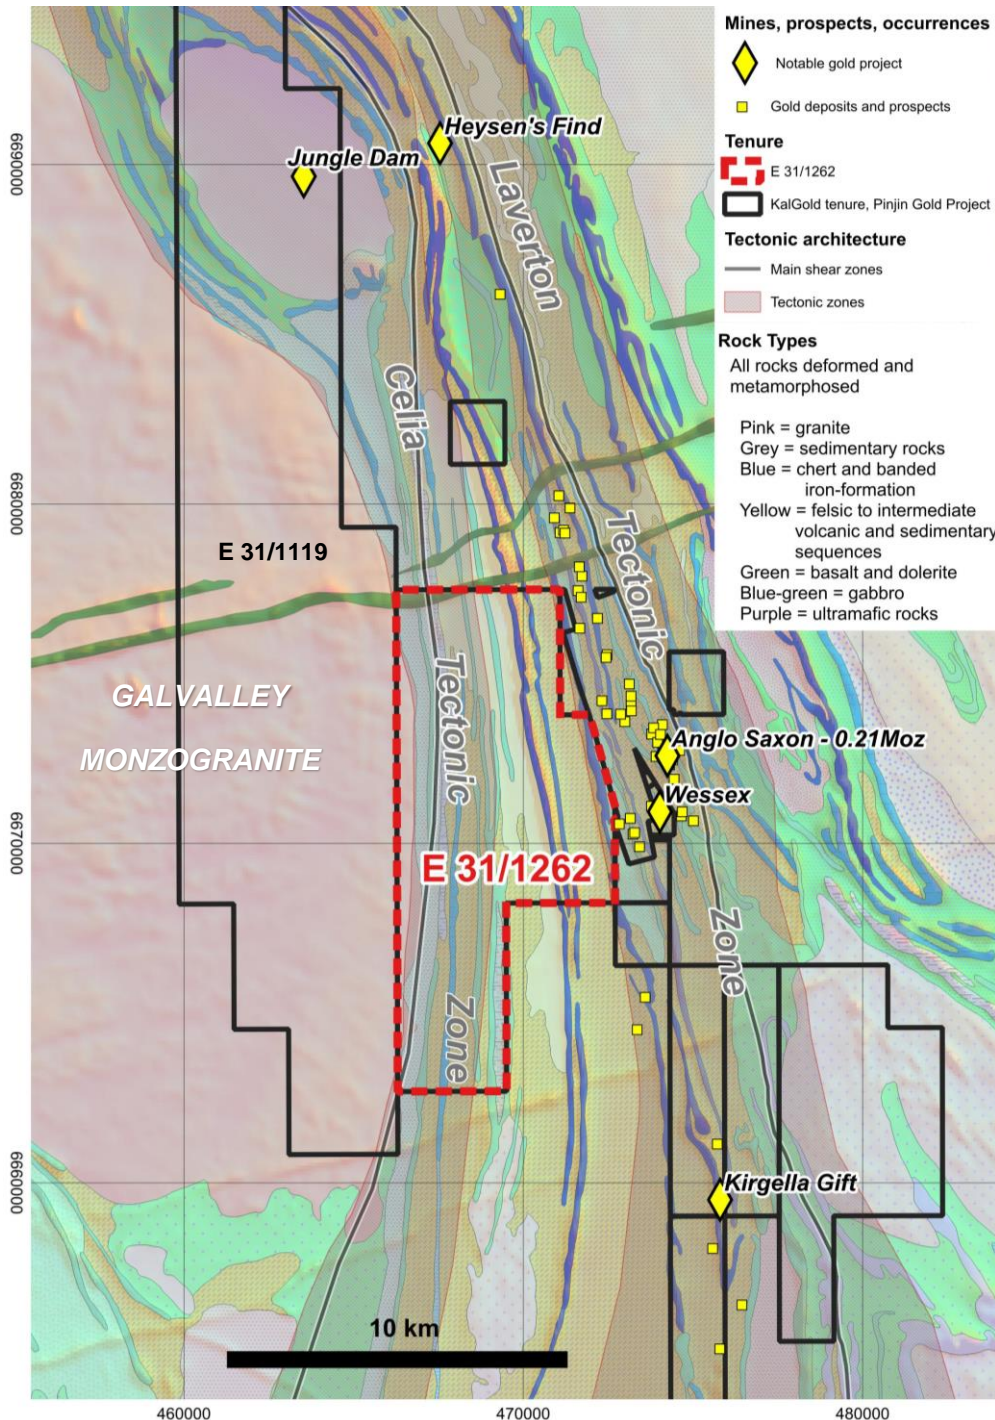 Mines, prospects, occurrences
Notable gold project
Gold deposits and prospects
Tenure
E 31/1262
KalGold tenure, Pinjin Gold Project
Tectonic architecture
Main shear zones
Tectonic zones
Rock Types
All rocks deformed and
metamorphosed
Pink = granite
Grey = sedimentary rocks
Blue = chert and banded
iron-formation
Yellow = felsic to intermediate
volcanic and sedimentary
sequences
Green = basalt and dolerite
Blue-green = gabbro
Purple = ultramafic rocks
Heysen's Find
Jungle Dam
Laverton
Tectonic
Zone
Celia
Tectonic
Zone
E 31/1119
GALVALLEY
MONZOGRANITE
Anglo Saxon - 0.21Moz
Wessex
E 31/1262
Kirgella Gift
10 km
6690000
6680000
6670000
6660000
460000
470000
480000